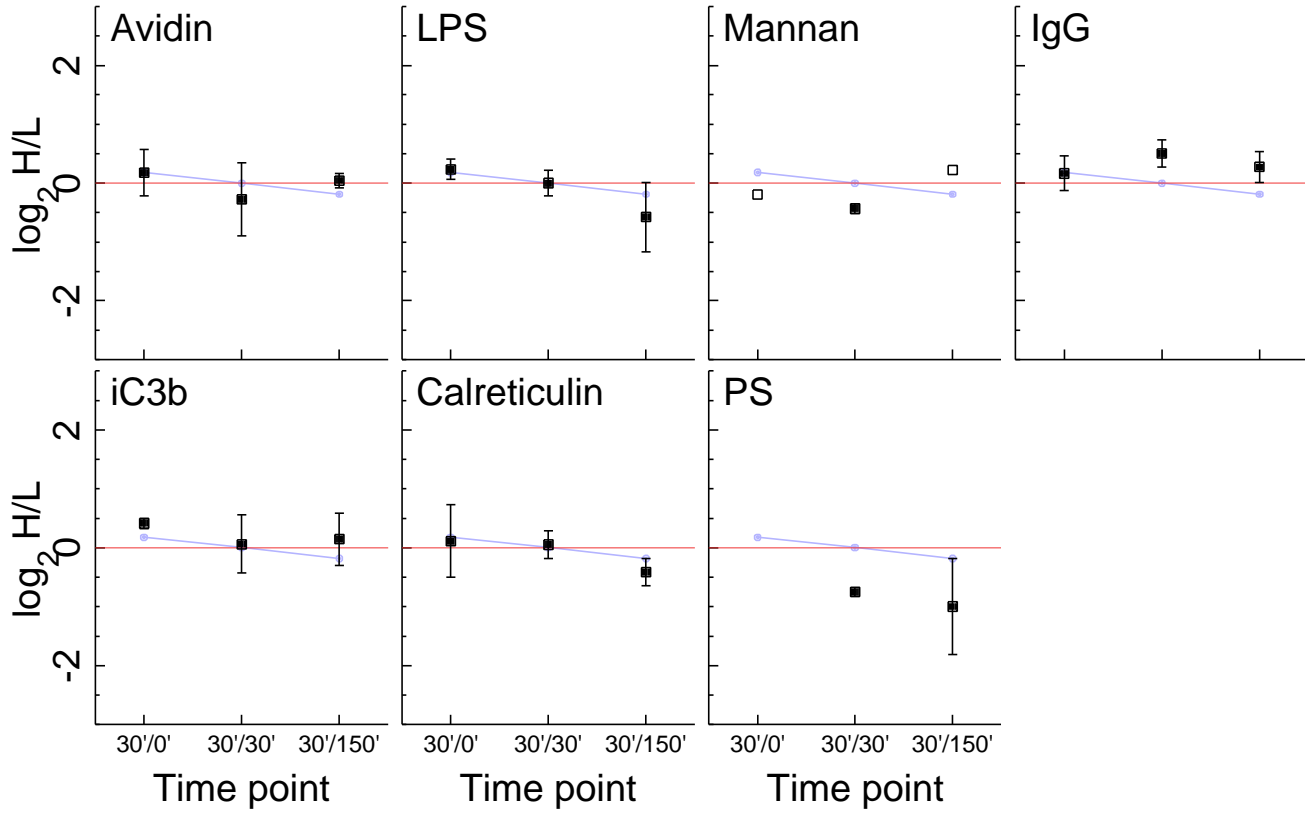 Avidin LPS Mannan IgG
2
0
-2
log2 H/L
iC3b Calreticulin PS
2
0
-2
log2 H/L
30'/0' 30'/30' 30'/150' 30'/0' 30'/30' 30'/150' 30'/0' 30'/30' 30'/150'
Time point Time point Time point